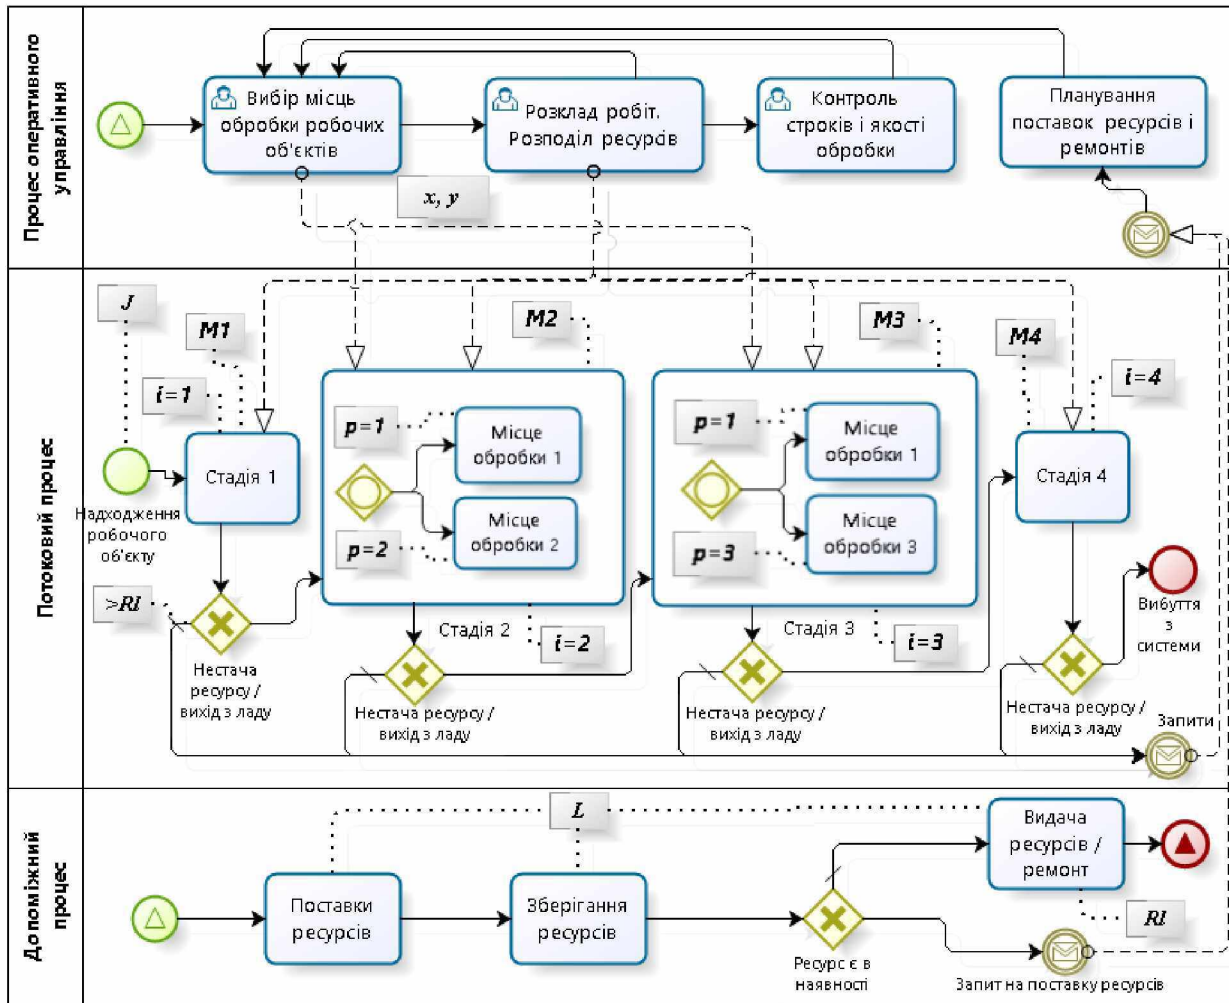 Процес оперативного
управління
Вибір місць
обробки робочих
об'єктів
Розклад робіт.
Розподіл ресурсів
Контроль
строків і якості
обробки
Планування
поставок ресурсів і
ремонтів
x, y
Потоковий процес
J
M1
i=1
M2
M3
M4
i=4
Надходження
робочого
об'єкту
Стадія 1
p=1
Місце
обробки 1
p=2
Місце
обробки 2
p=1
Місце
обробки 1
p=3
Місце
обробки 3
Стадія 4
>Rl
Нестача
ресурсу /
вихід з ладу
Стадія 2
i=2
Нестача ресурсу /
вихід з ладу
Стадія 3
i=3
Нестача ресурсу /
вихід з ладу
Нестача ресурсу /
вихід з ладу
Вибуття
з
системи
Запити
Допоміжний
процес
L
Поставки
ресурсів
Зберігання
ресурсів
Ресурс є в
наявності
Видача
ресурсів /
ремонт
Rl
Запит на поставку ресурсів